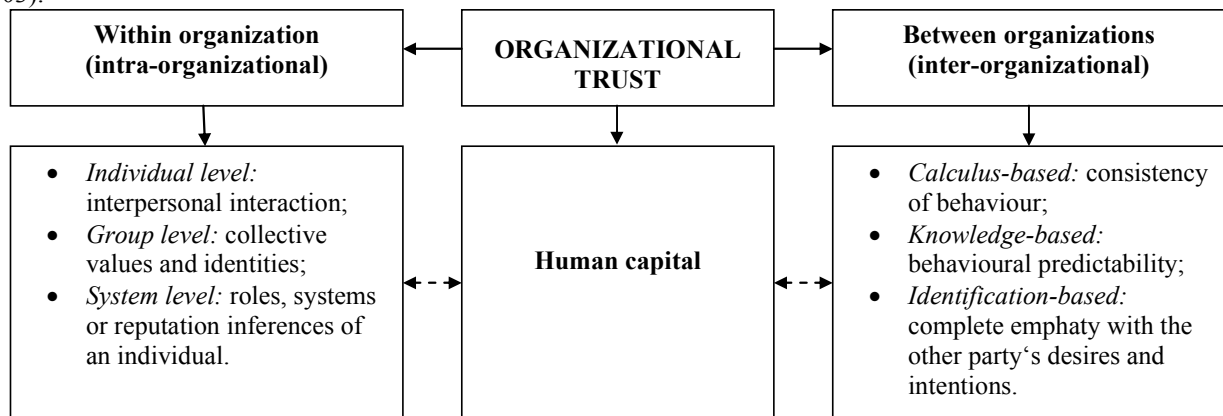 05).
Within organization
(intra-organizational)
ORGANIZATIONAL
TRUST
Between organizations
(inter-organizational)
• Individual level:
interpersonal interaction;
• Group level: collective
values and identities;
• System level: roles, systems
or reputation inferences of
an individual.
Human capital
• Calculus-based: consistency
of behaviour;
• Knowledge-based:
behavioural predictability;
• Identification-based:
complete emphaty with the
other party‘s desires and
intentions.